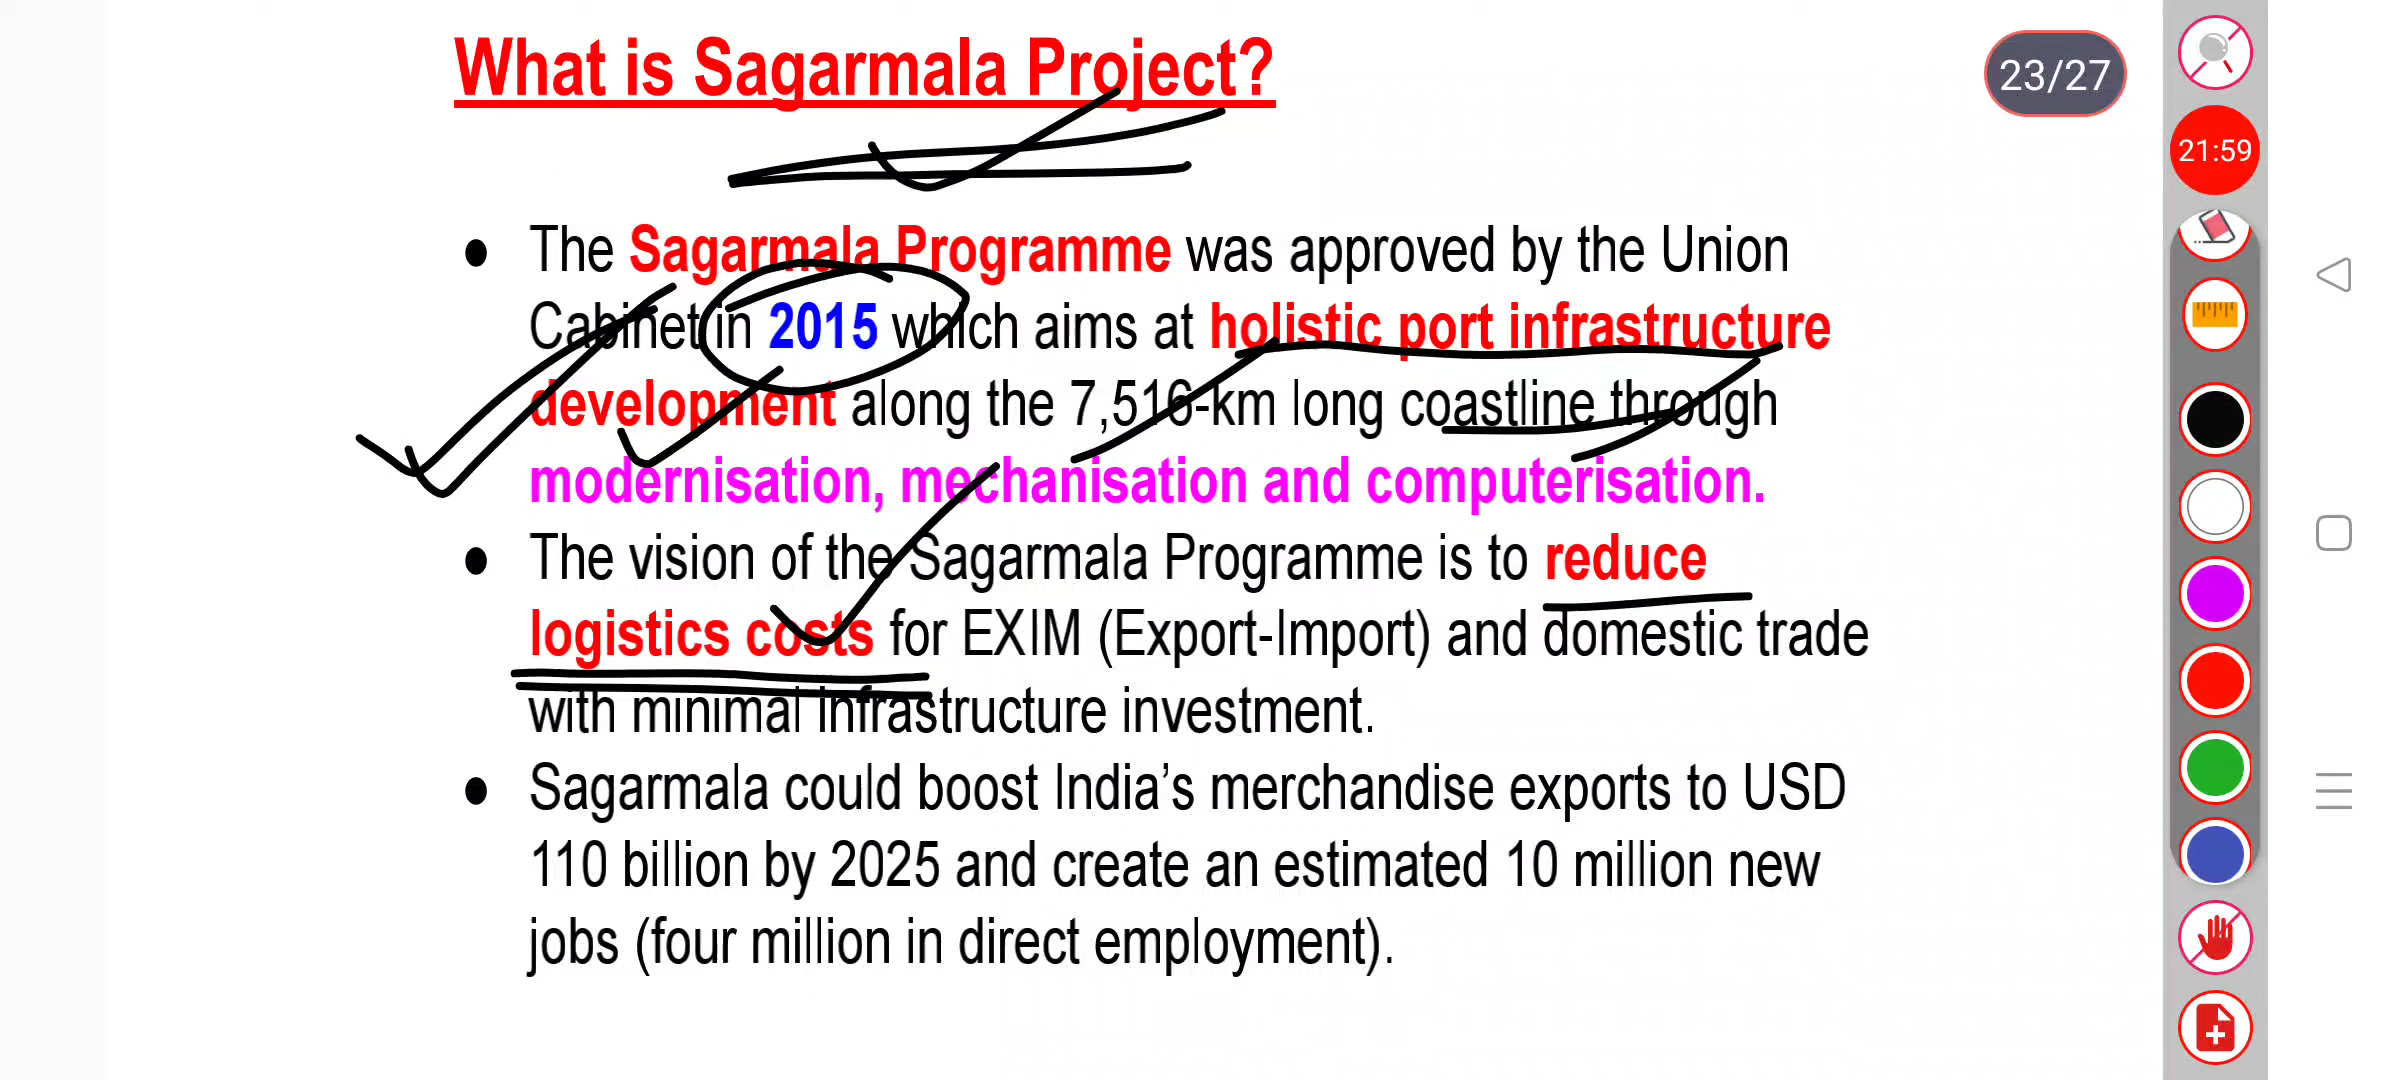 What is Sagarmala Project?
23/27
21:59
● The Sagarmala Programme was approved by the Union
Cabinet in 2015 which aims at holistic port infrastructure
development along the 7,516-km long coastline through
modernisation, mechanisation and computerisation.
● The vision of the Sagarmala Programme is to reduce
logistics costs for EXIM (Export-Import) and domestic trade
with minimal infrastructure investment.
● Sagarmala could boost India’s merchandise exports to USD
110 billion by 2025 and create an estimated 10 million new
jobs (four million in direct employment).